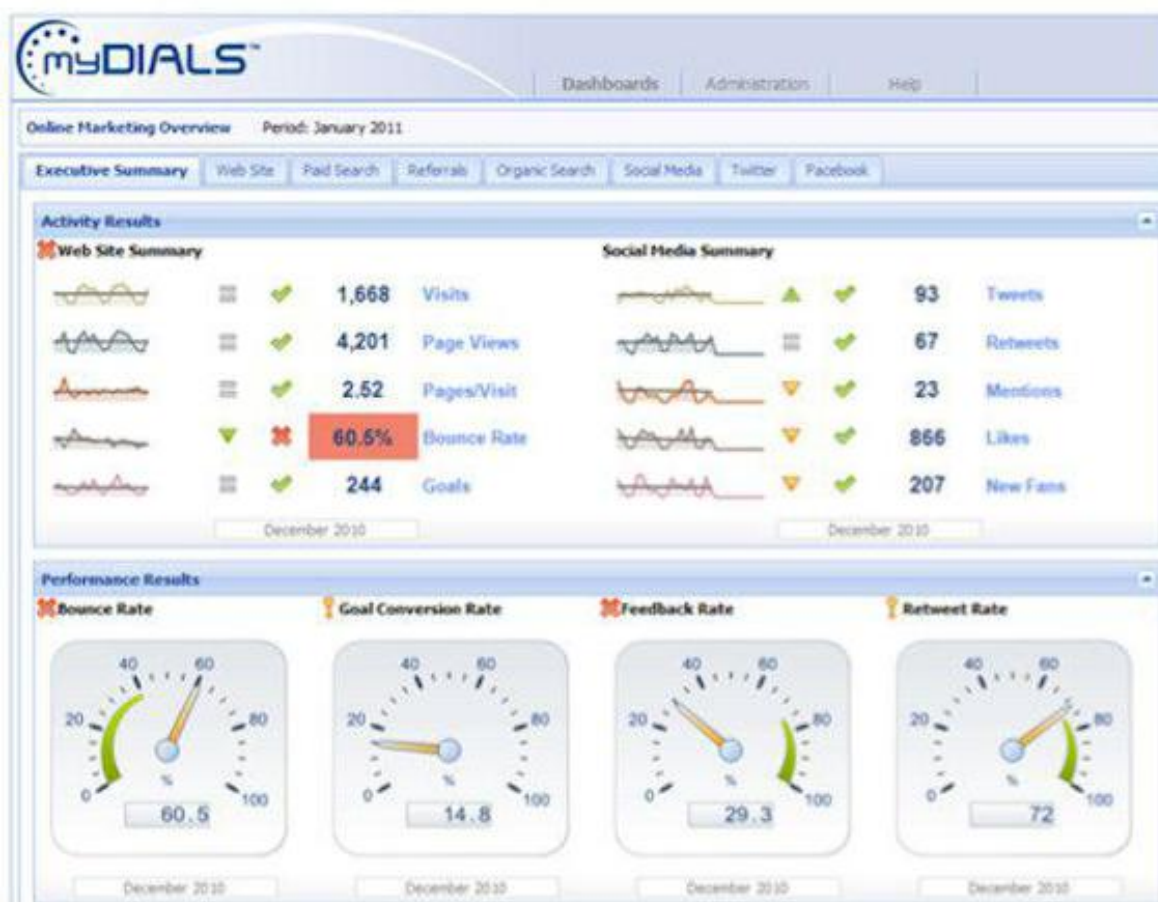 myDIALS™
Dashboards Administration Help
Online Marketing Overview Period: January 2011
Executive Summary Web Site Paid Search Referrals Organic Search Social Media Twitter Facebook
Activity Results
Web Site Summary
1,668 Visits
4,201 Page Views
2.52 Pages/Visit
60.5% Bounce Rate
244 Goals
December 2010
Social Media Summary
93 Tweets
67 Retweets
23 Mentions
866 Likes
207 New Fans
December 2010
Performance Results
Bounce Rate
0 20 40 60 80 100
%
60.5
December 2010
Goal Conversion Rate
0 20 40 60 80 100
%
14.8
December 2010
Feedback Rate
0 20 40 60 80 100
%
29.3
December 2010
Retweet Rate
0 20 40 60 80 100
%
72
December 2010